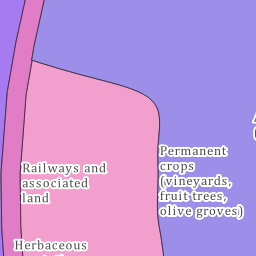 Permanent
crops
(vineyards,
fruit trees,
olive groves)
Railways and
associated
land
Herbaceous